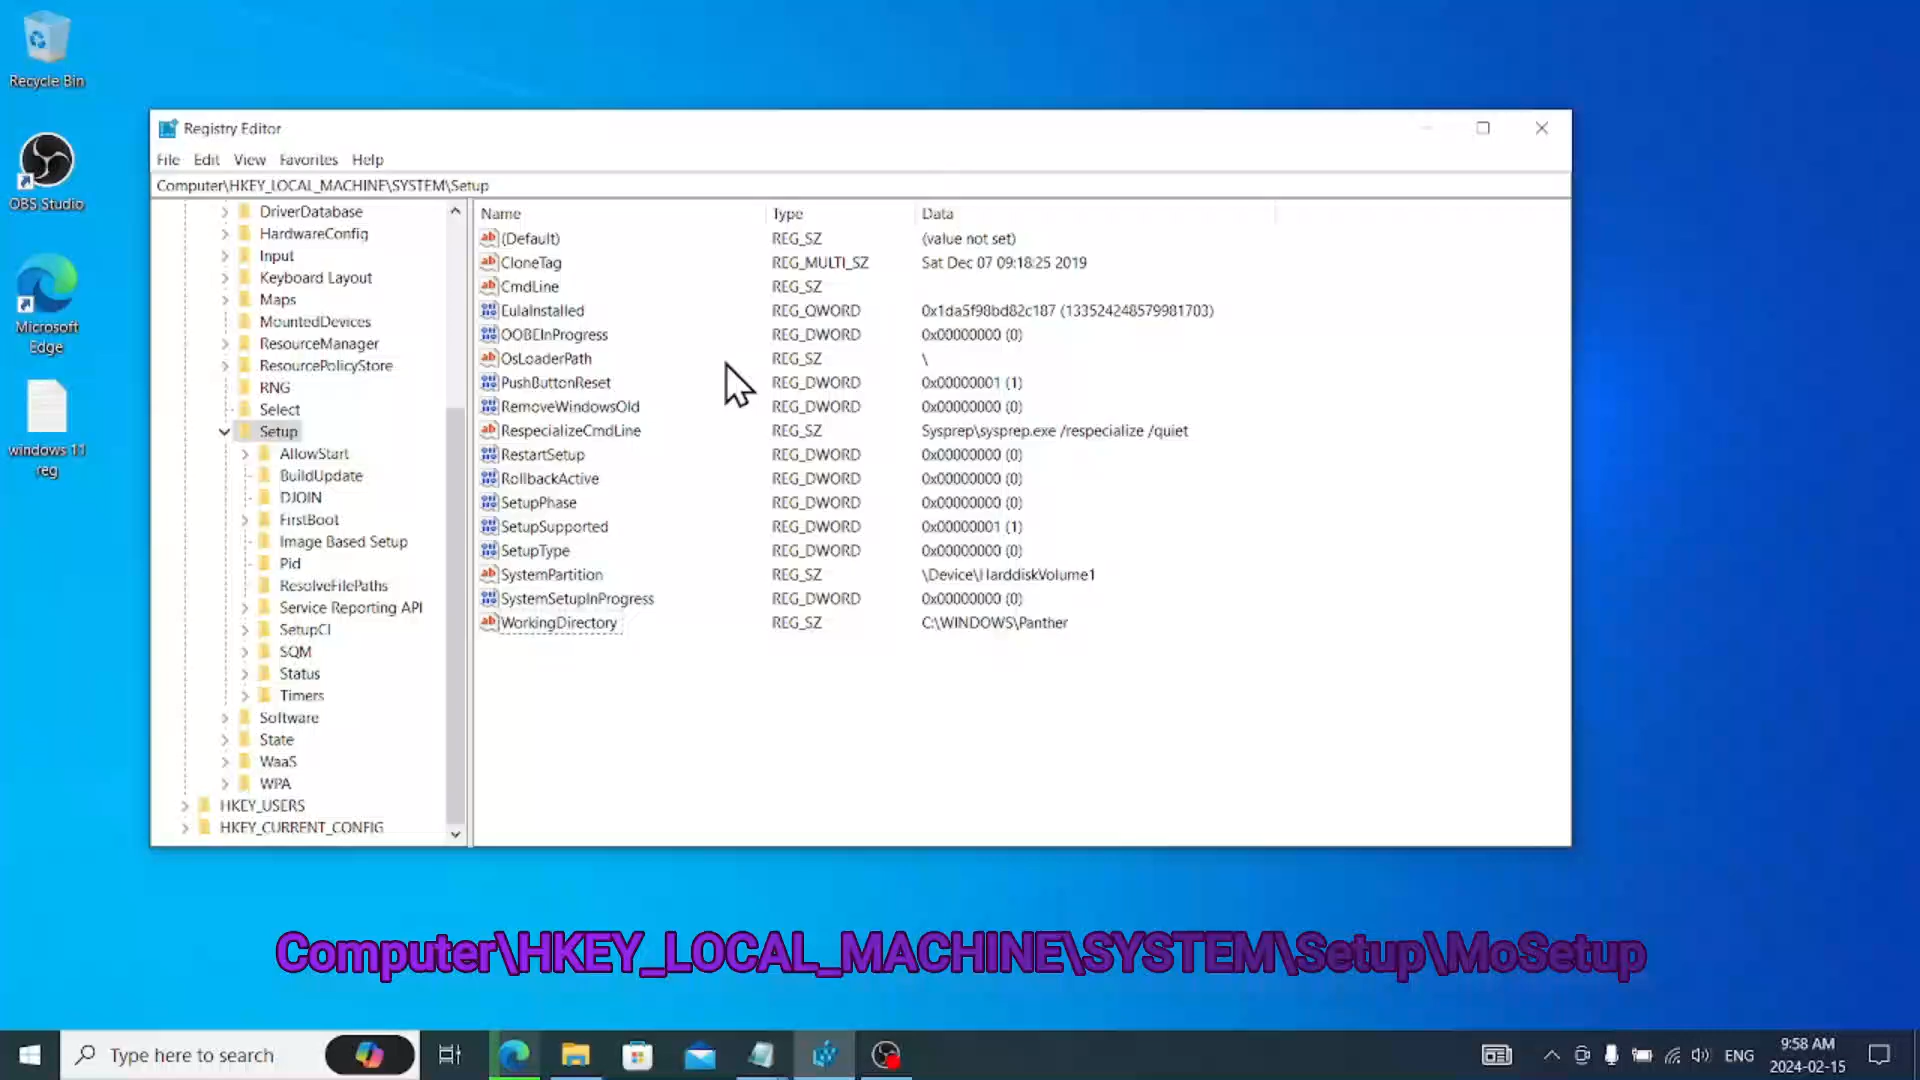 Recycle Bin
OBS Studio
Microsoft
Edge
windows 11
reg
Registry Editor
File Edit View Favorites Help
Computer\HKEY_LOCAL_MACHINE\SYSTEM\Setup
DriverDatabase
HardwareConfig
Input
Keyboard Layout
Maps
MountedDevices
ResourceManager
ResourcePolicyStore
RNG
Select
Setup
AllowStart
BuildUpdate
DJOIN
FirstBoot
Image Based Setup
Pid
ResolveFilePaths
Service Reporting API
SetupCl
SQM
Status
Timers
Software
State
WaaS
WPA
HKEY_USERS
HKEY_CURRENT_CONFIG
Name Type Data
(Default) REG_SZ (value not set)
CloneTag REG_MULTI_SZ Sat Dec 07 09:18:25 2019
CmdLine REG_SZ
EulaInstalled REG_QWORD 0x1da5f98bd82c187 (133524248579981703)
OOBEInProgress REG_DWORD 0x00000000 (0)
OsLoaderPath REG_SZ \
PushButtonReset REG_DWORD 0x00000001 (1)
RemoveWindowsOld REG_DWORD 0x00000000 (0)
RespecializeCmdLine REG_SZ Sysprep\sysprep.exe /respecialize /quiet
RestartSetup REG_DWORD 0x00000000 (0)
RollbackActive REG_DWORD 0x00000000 (0)
SetupPhase REG_DWORD 0x00000000 (0)
SetupSupported REG_DWORD 0x00000001 (1)
SetupType REG_DWORD 0x00000000 (0)
SystemPartition REG_SZ \Device\HarddiskVolume1
SystemSetupInProgress REG_DWORD 0x00000000 (0)
WorkingDirectory REG_SZ C:\WINDOWS\Panther
Computer\HKEY_LOCAL_MACHINE\SYSTEM\Setup\MoSetup
Type here to search
ENG
9:58 AM
2024-02-15